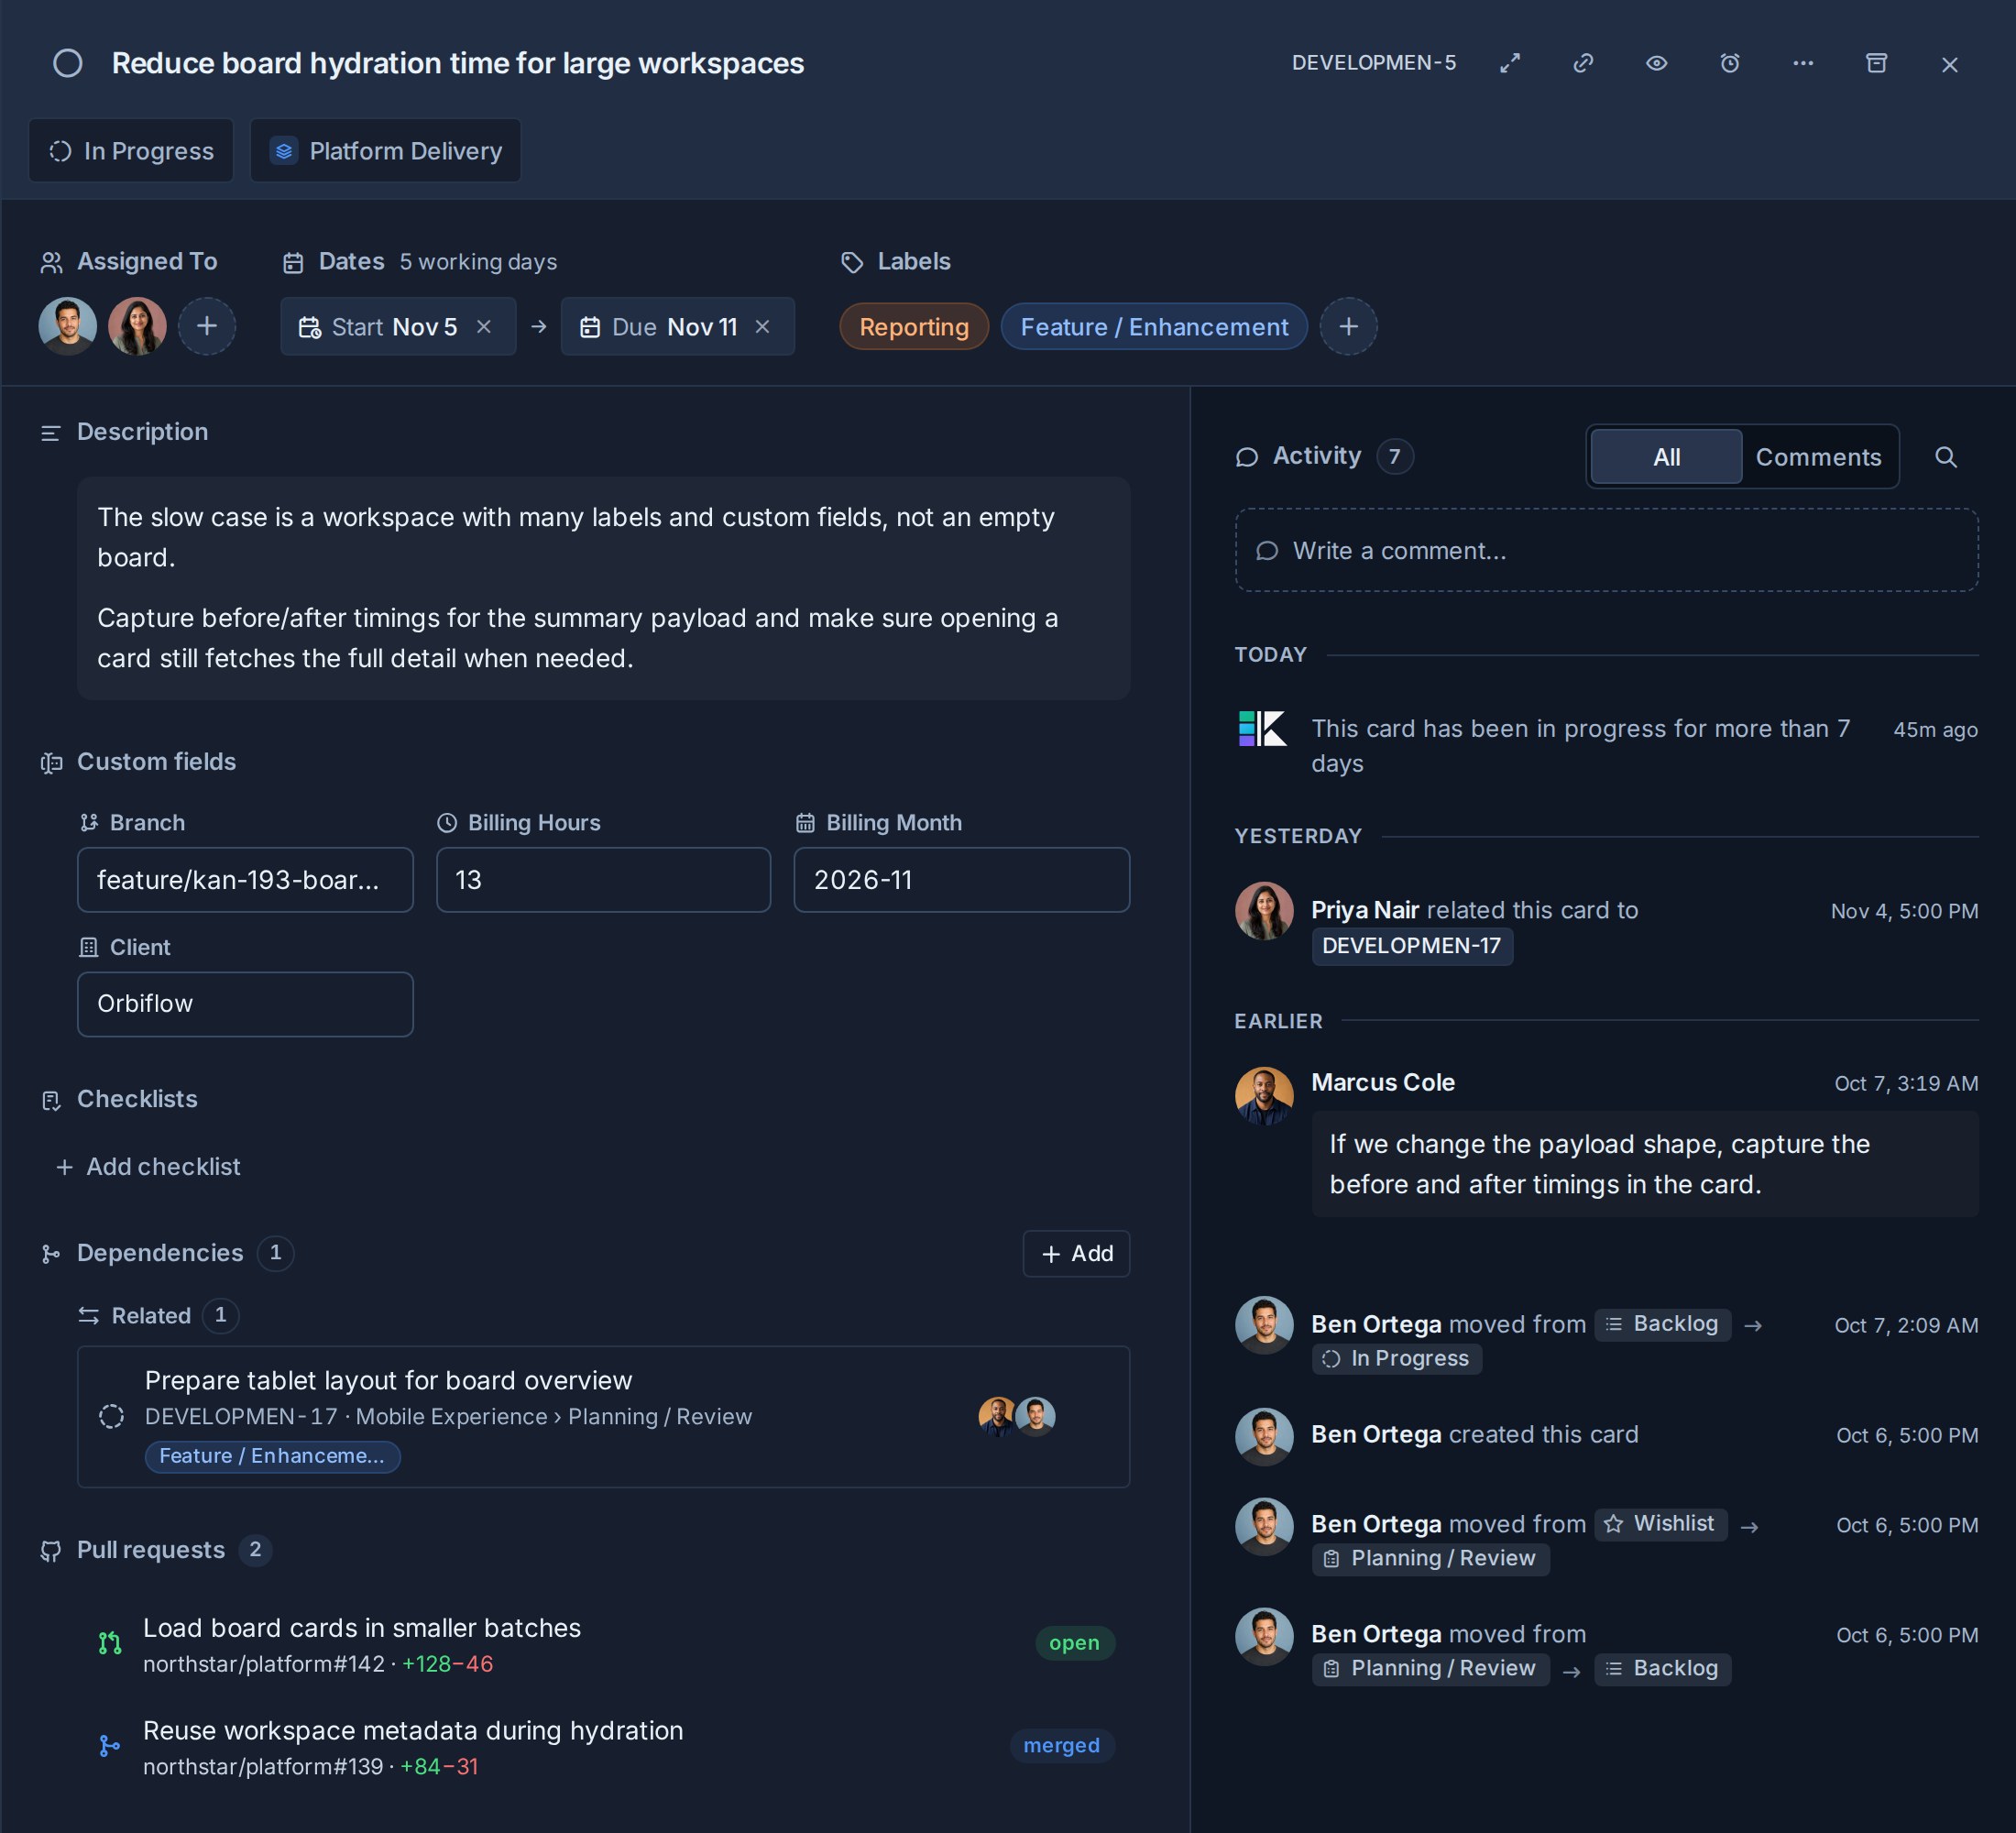 Reduce board hydration time for large workspaces
DEVELOPMEN-5
In Progress
Platform Delivery
Assigned To
Dates 5 working days
Start Nov 5
→
Due Nov 11
Labels
Reporting
Feature / Enhancement
Description
The slow case is a workspace with many labels and custom fields, not an empty
board.
Capture before/after timings for the summary payload and make sure opening a
card still fetches the full detail when needed.
Custom fields
Branch
feature/kan-193-boar...
Billing Hours
13
Billing Month
2026-11
Client
Orbiflow
Checklists
+ Add checklist
Dependencies 1
+ Add
Related 1
Prepare tablet layout for board overview
DEVELOPMEN-17 · Mobile Experience › Planning / Review
Feature / Enhanceme...
Pull requests 2
Load board cards in smaller batches
northstar/platform#142 · +128−46
open
Reuse workspace metadata during hydration
northstar/platform#139 · +84−31
merged
Activity 7
All
Comments
Write a comment...
TODAY
K
This card has been in progress for more than 7
days
45m ago
YESTERDAY
Priya Nair related this card to
DEVELOPMEN-17
Nov 4, 5:00 PM
EARLIER
Marcus Cole
Oct 7, 3:19 AM
If we change the payload shape, capture the
before and after timings in the card.
Ben Ortega moved from Backlog →
In Progress
Oct 7, 2:09 AM
Ben Ortega created this card
Oct 6, 5:00 PM
Ben Ortega moved from Wishlist →
Planning / Review
Oct 6, 5:00 PM
Ben Ortega moved from
Planning / Review → Backlog
Oct 6, 5:00 PM